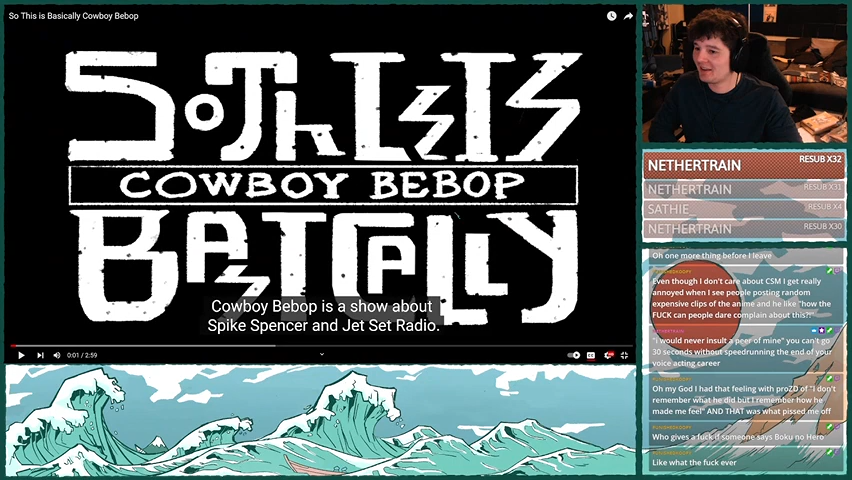 So This is Basically Cowboy Bebop
So This Is
COWBOY BEBOP
BASICALLY
Cowboy Bebop is a show about
Spike Spencer and Jet Set Radio.
0:01 / 2:59
NETHERTRAIN RESUB X32
NETHERTRAIN RESUB X31
SATHIE RESUB X4
NETHERTRAIN RESUB X30
Oh one more thing before I leave
Even though I don't care about CSM I get really
annoyed when I see people posting random
expensive clips of the anime and he like "how the
FUCK can people dare complain about this?!"
NETHERTRAIN
"i would never insult a peer of mine" you can't go
30 seconds without speedrunning the end of your
voice acting career
Oh my God I had that feeling with proZD of "i don't
remember what he did but I remember how he
made me feel" AND THAT was what pissed me off
Who gives a fuck if someone says Boku no Hero
Like what the fuck ever